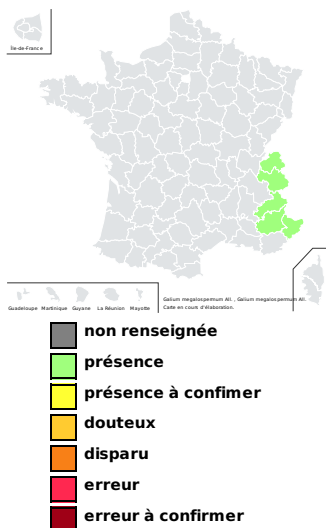 Île-de-France
Guadeloupe Martinique Guyane La Réunion Mayotte
Galium megalospermum All. , Galium megalospermum All.
Carte en cours d'élaboration.
non renseignée
présence
présence à confimer
douteux
disparu
erreur
erreur à confirmer